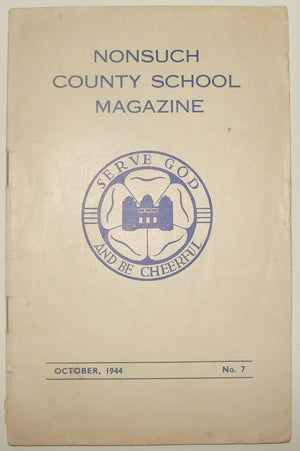 NONSUCH
COUNTY SCHOOL
MAGAZINE
SERVE GOD
AND BE CHEERFUL
OCTOBER, 1944 No. 7